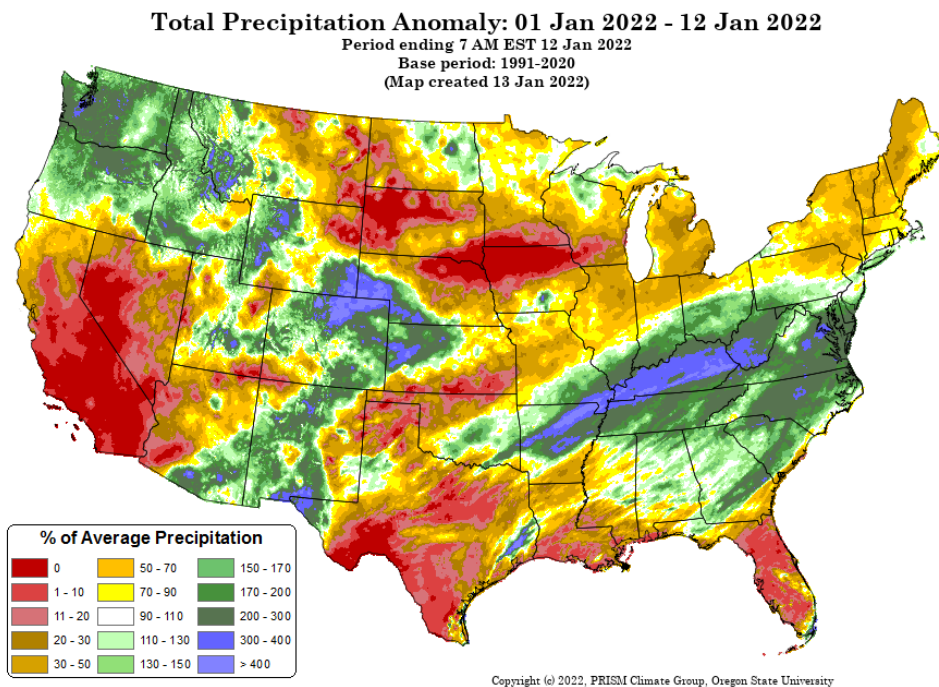 Total Precipitation Anomaly: 01 Jan 2022 - 12 Jan 2022
Period ending 7 AM EST 12 Jan 2022
Base period: 1991-2020
(Map created 13 Jan 2022)
% of Average Precipitation
0
50 - 70
150 - 170
1 - 10
70 - 90
170 - 200
11 - 20
90 - 110
200 - 300
20 - 30
110 - 130
300 - 400
30 - 50
130 - 150
> 400
Copyright (c) 2022, PRISM Climate Group, Oregon State University